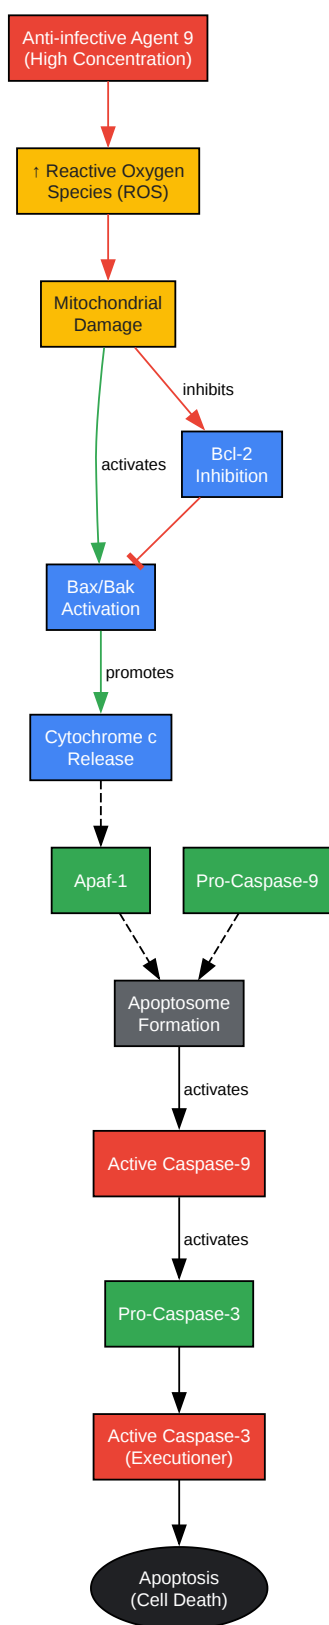 Anti-infective Agent 9
(High Concentration)
↑ Reactive Oxygen
Species (ROS)
Mitochondrial
Damage
inhibits
Bcl-2
Inhibition
activates
Bax/Bak
Activation
promotes
Cytochrome c
Release
Apaf-1
Pro-Caspase-9
Apoptosome
Formation
activates
Active Caspase-9
activates
Pro-Caspase-3
Active Caspase-3
(Executioner)
Apoptosis
(Cell Death)